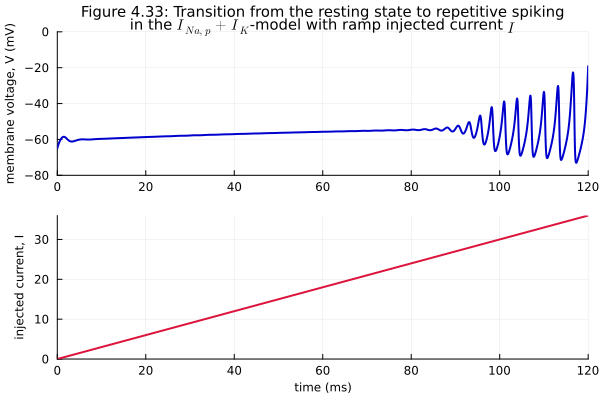 Figure 4.33: Transition from the resting state to repetitive spiking
in the I_{Na, p} + I_K-model with ramp injected current I
membrane voltage, V (mV)
0
−20
−40
−60
−80
0 20 40 60 80 100 120
injected current, I
30
20
10
0
0 20 40 60 80 100 120
time (ms)